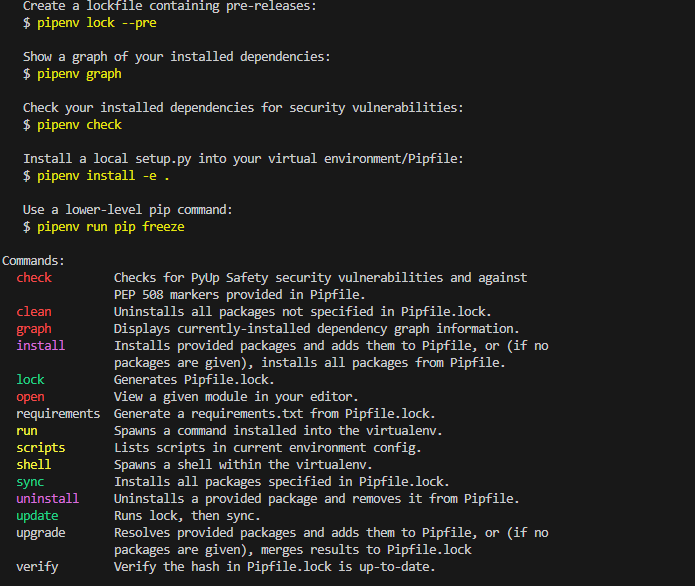 Create a lockfile containing pre-releases:
$ pipenv lock --pre
Show a graph of your installed dependencies:
$ pipenv graph
Check your installed dependencies for security vulnerabilities:
$ pipenv check
Install a local setup.py into your virtual environment/Pipfile:
$ pipenv install -e .
Use a lower-level pip command:
$ pipenv run pip freeze
Commands:
check Checks for PyUp Safety security vulnerabilities and against
PEP 508 markers provided in Pipfile.
clean Uninstalls all packages not specified in Pipfile.lock.
graph Displays currently-installed dependency graph information.
install Installs provided packages and adds them to Pipfile, or (if no
packages are given), installs all packages from Pipfile.
lock Generates Pipfile.lock.
open View a given module in your editor.
requirements Generate a requirements.txt from Pipfile.lock.
run Spawns a command installed into the virtualenv.
scripts Lists scripts in current environment config.
shell Spawns a shell within the virtualenv.
sync Installs all packages specified in Pipfile.lock.
uninstall Uninstalls a provided package and removes it from Pipfile.
update Runs lock, then sync.
upgrade Resolves provided packages and adds them to Pipfile, or (if no
packages are given), merges results to Pipfile.lock
verify Verify the hash in Pipfile.lock is up-to-date.